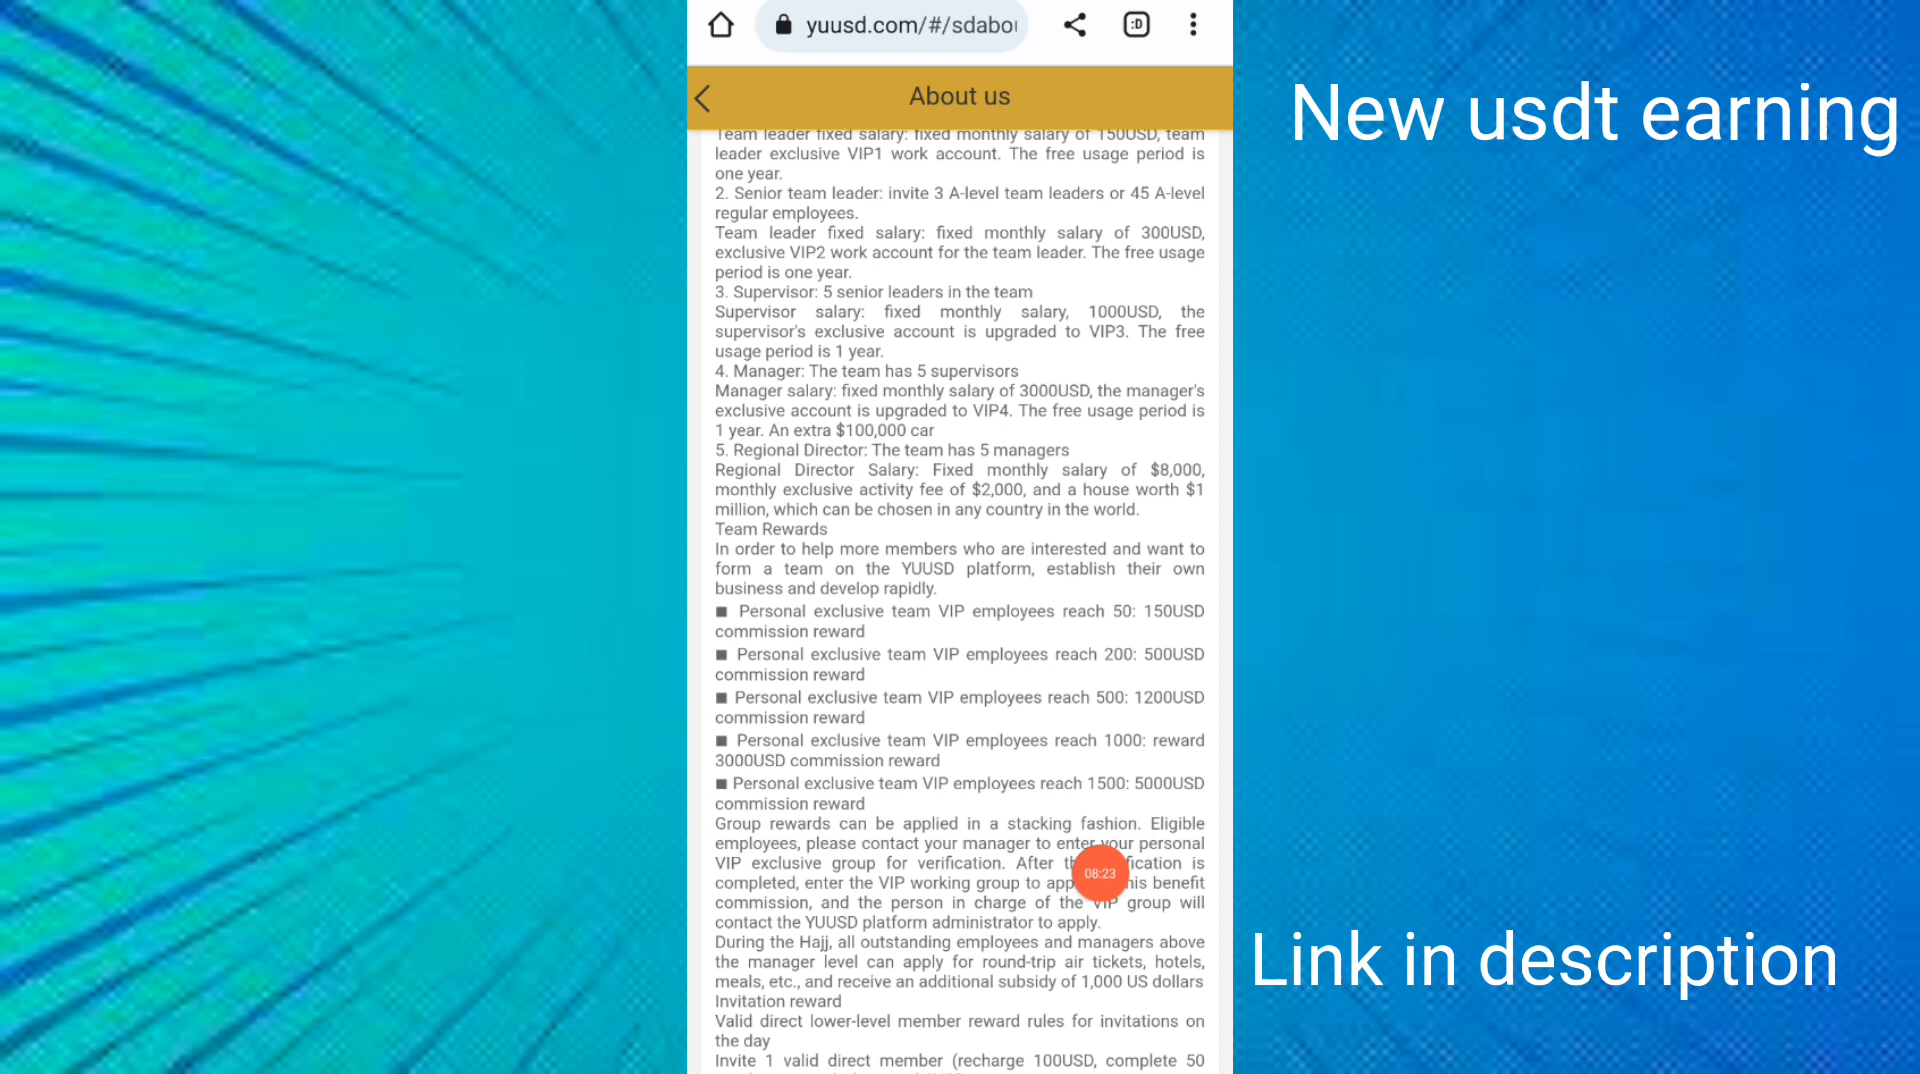 yuusd.com/#/sdabou
:D
About us
New usdt earning
Team leader fixed salary: fixed monthly salary of 150USD, team
leader exclusive VIP1 work account. The free usage period is
one year.
2. Senior team leader: invite 3 A-level team leaders or 45 A-level
regular employees.
Team leader fixed salary: fixed monthly salary of 300USD,
exclusive VIP2 work account for the team leader. The free usage
period is one year.
3. Supervisor: 5 senior leaders in the team
Supervisor salary: fixed monthly salary, 1000USD, the
supervisor's exclusive account is upgraded to VIP3. The free
usage period is 1 year.
4. Manager: The team has 5 supervisors
Manager salary: fixed monthly salary of 3000USD, the manager's
exclusive account is upgraded to VIP4. The free usage period is
1 year. An extra $100,000 car
5. Regional Director: The team has 5 managers
Regional Director Salary: Fixed monthly salary of $8,000,
monthly exclusive activity fee of $2,000, and a house worth $1
million, which can be chosen in any country in the world.
Team Rewards
In order to help more members who are interested and want to
form a team on the YUUSD platform, establish their own
business and develop rapidly.
■ Personal exclusive team VIP employees reach 50: 150USD
commission reward
■ Personal exclusive team VIP employees reach 200: 500USD
commission reward
■ Personal exclusive team VIP employees reach 500: 1200USD
commission reward
■ Personal exclusive team VIP employees reach 1000: reward
3000USD commission reward
■ Personal exclusive team VIP employees reach 1500: 5000USD
commission reward
Group rewards can be applied in a stacking fashion. Eligible
employees, please contact your manager to enter your personal
VIP exclusive group for verification. After is
completed, enter the VIP working group to benefit
commission, and the person in charge of the VIP group will
contact the YUUSD platform administrator to apply.
08:23
During the Hajj, all outstanding employees and managers above
the manager level can apply for round-trip air tickets, hotels,
meals, etc., and receive an additional subsidy of 1,000 US dollars
Invitation reward
Valid direct lower-level member reward rules for invitations on
the day
Invite 1 valid direct member (recharge 100USD, complete 50
Link in description